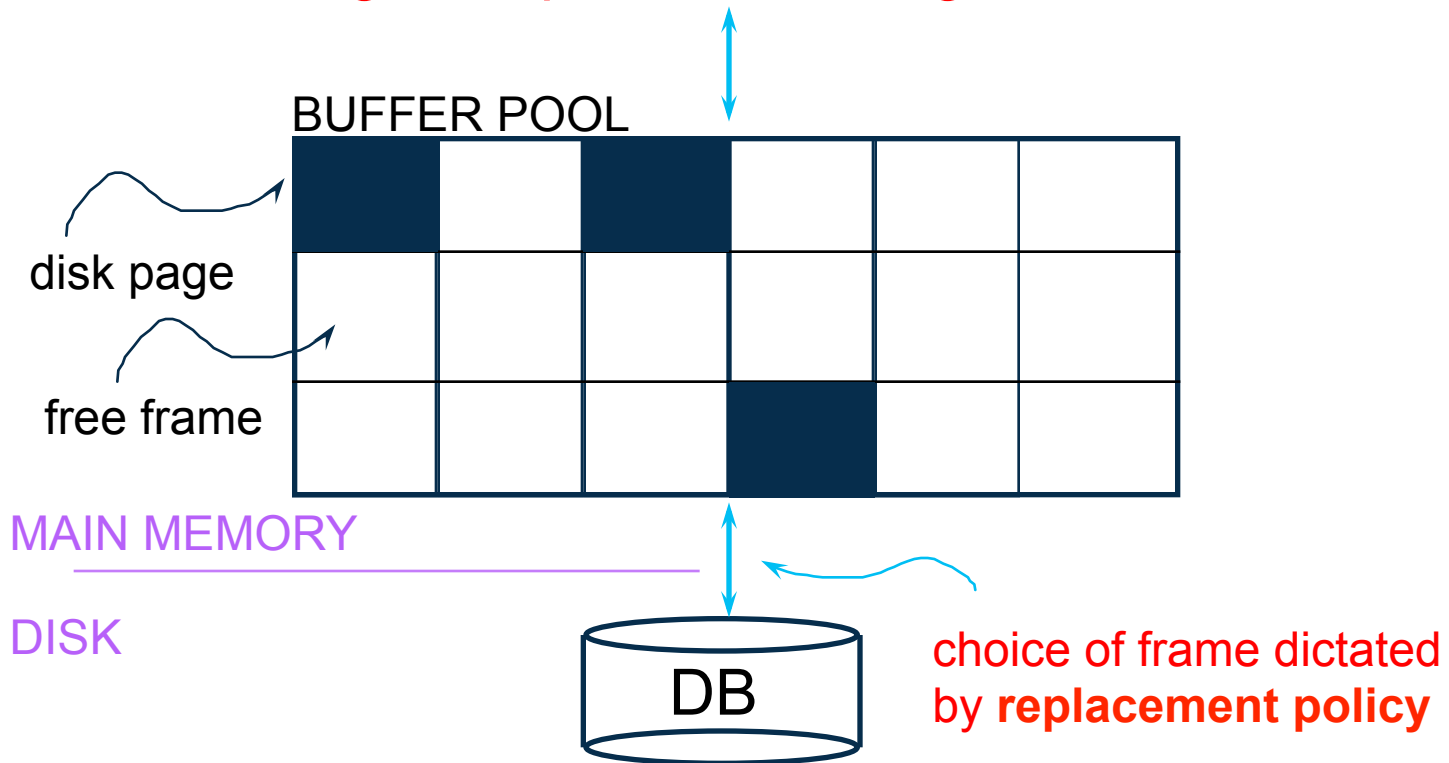 BUFFER POOL
disk page
free frame
MAIN MEMORY
DISK
DB
choice of frame dictated
by replacement policy